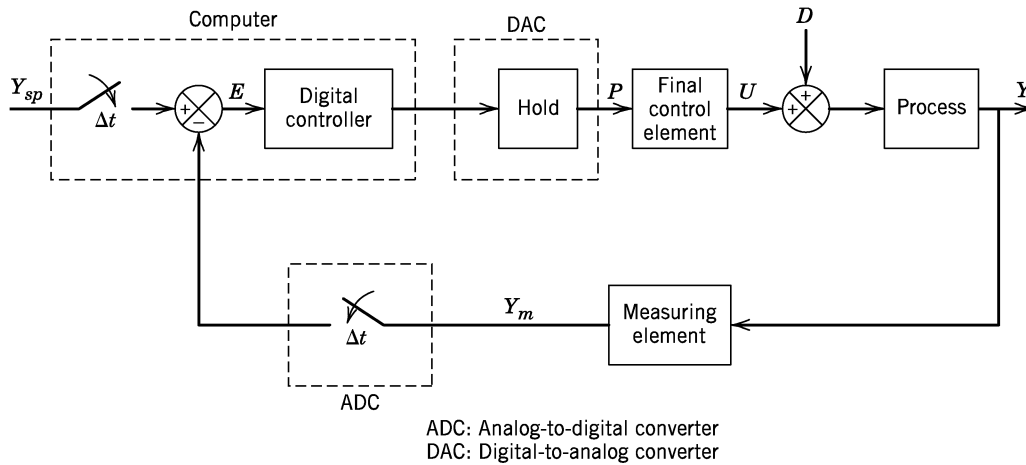 Computer
DAC
D
Y_sp
Δt
+
−
E
Digital
controller
Hold
P
Final
control
element
U
+
+
Process
Y
Δt
ADC
Y_m
Measuring
element
ADC: Analog-to-digital converter
DAC: Digital-to-analog converter